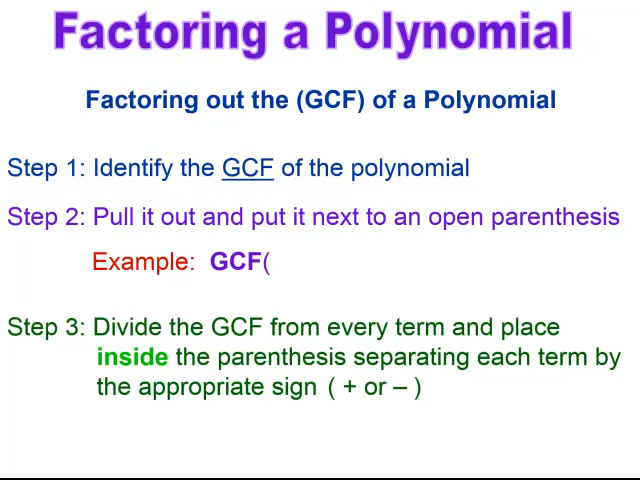 Factoring a Polynomial
Factoring out the (GCF) of a Polynomial
Step 1: Identify the GCF of the polynomial
Step 2: Pull it out and put it next to an open parenthesis
Example: GCF(
Step 3: Divide the GCF from every term and place
inside the parenthesis separating each term by
the appropriate sign ( + or – )